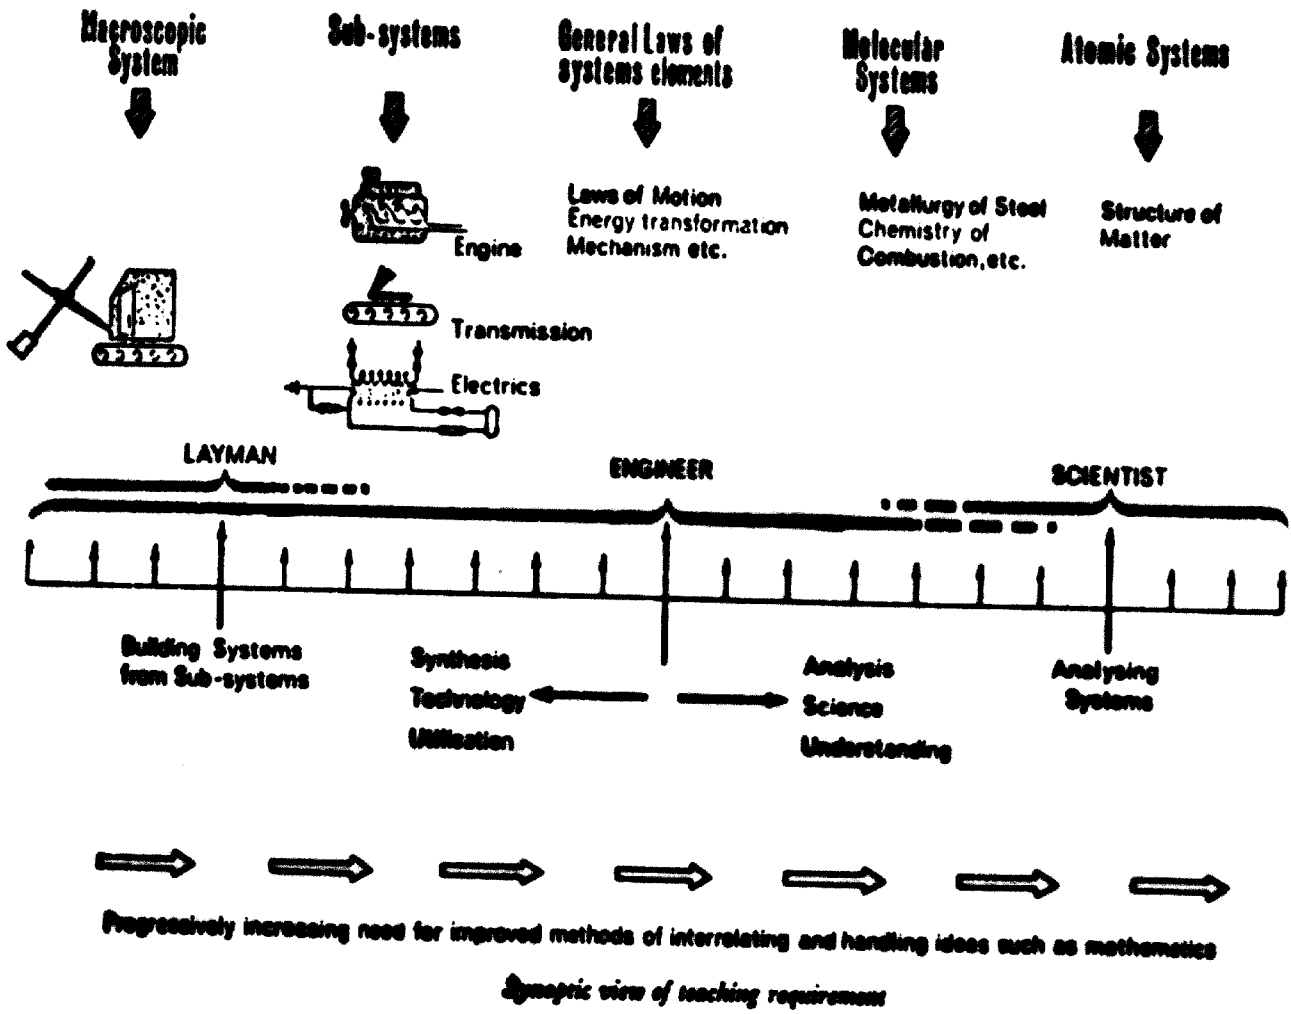 Macroscopic
System
Sub-systems
General Laws of
systems elements
Molecular
Systems
Atomic Systems
Engine
Transmission
Electrics
Laws of Motion
Energy transformation
Mechanism etc.
Metallurgy of Steel
Chemistry of
Combustion, etc.
Structure of
Matter
LAYMAN
ENGINEER
SCIENTIST
Building Systems
from Sub-systems
Synthesis
Technology
Utilisation
Analysis
Science
Understanding
Analysing
Systems
Progressively increasing need for improved methods of interrelating and handling ideas such as mathematics
Synoptic view of teaching requirement